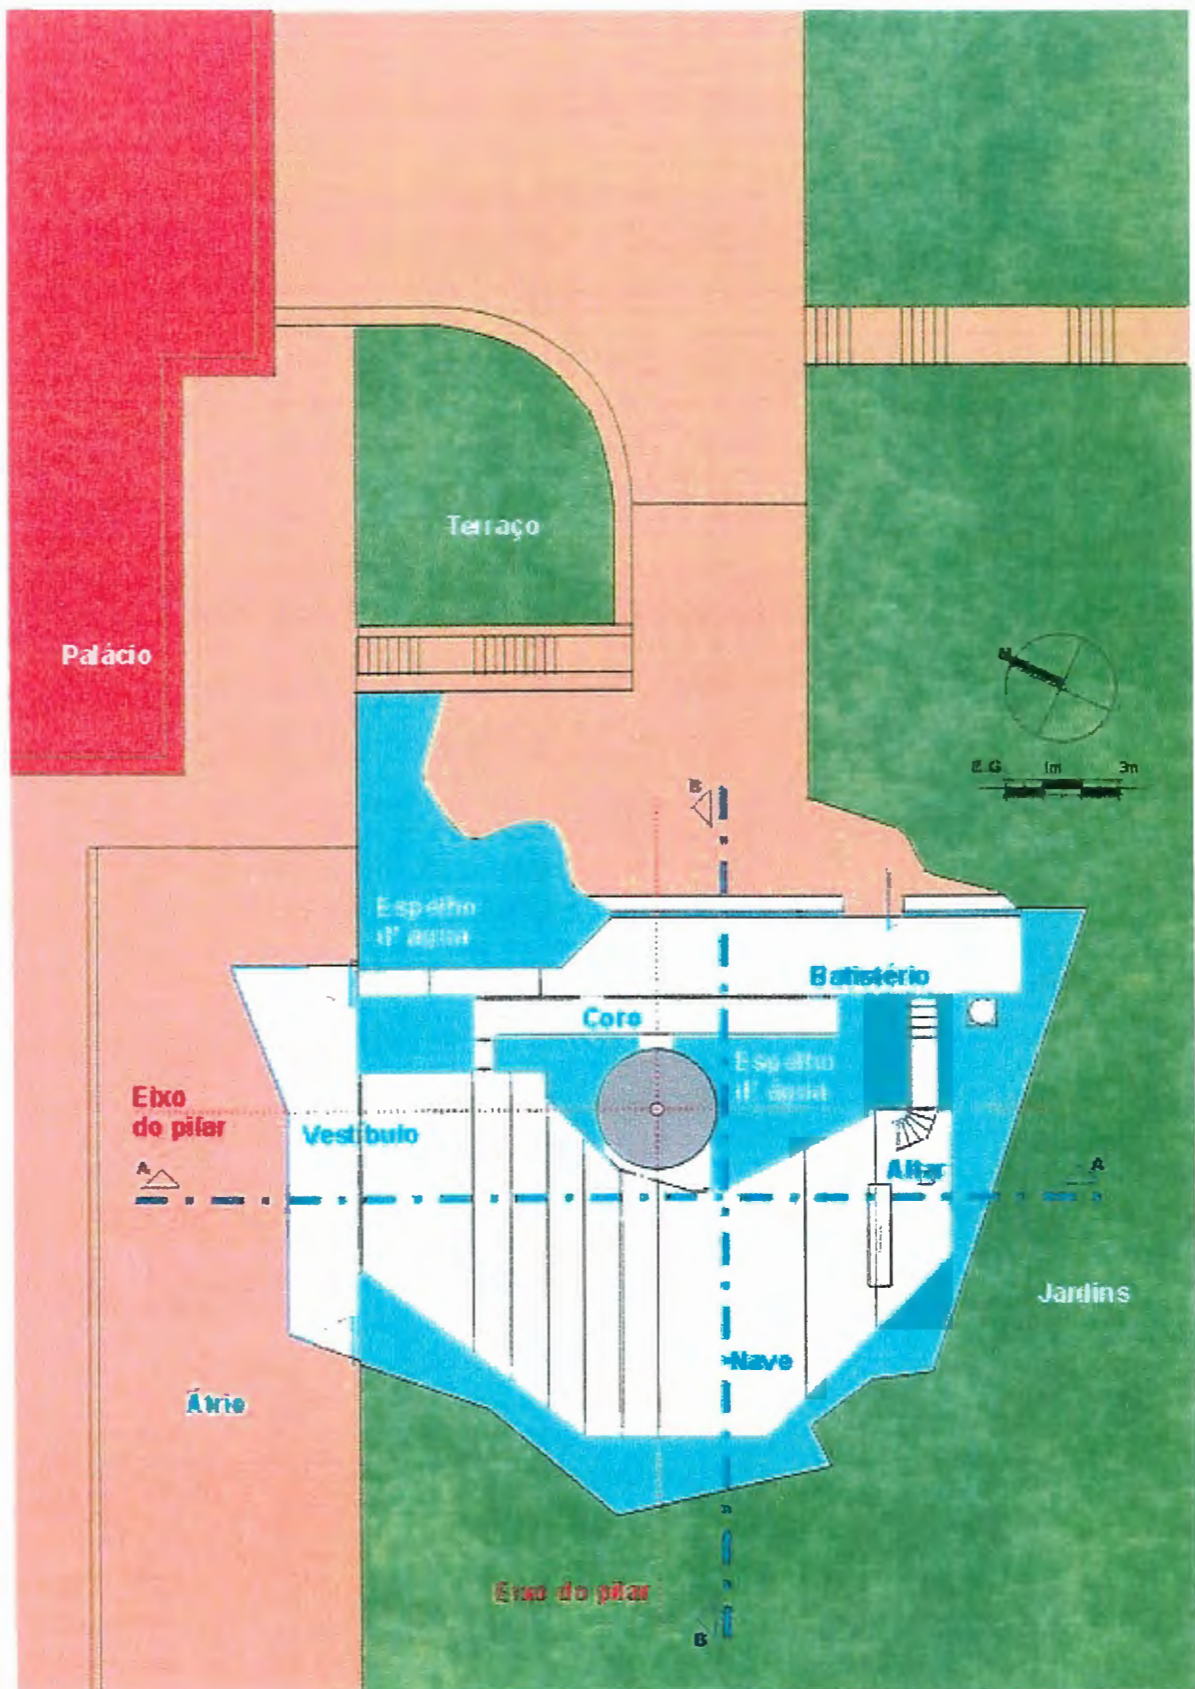 Terraço
Palácio
N
E.G. 1m 3m
B
Espelho
d' água
Batistério
Coro
Espelho
d' água
Eixo
do pilar
Vestíbulo
A
Altar
A
Jardins
Nave
Átrio
Eixo do pilar
B